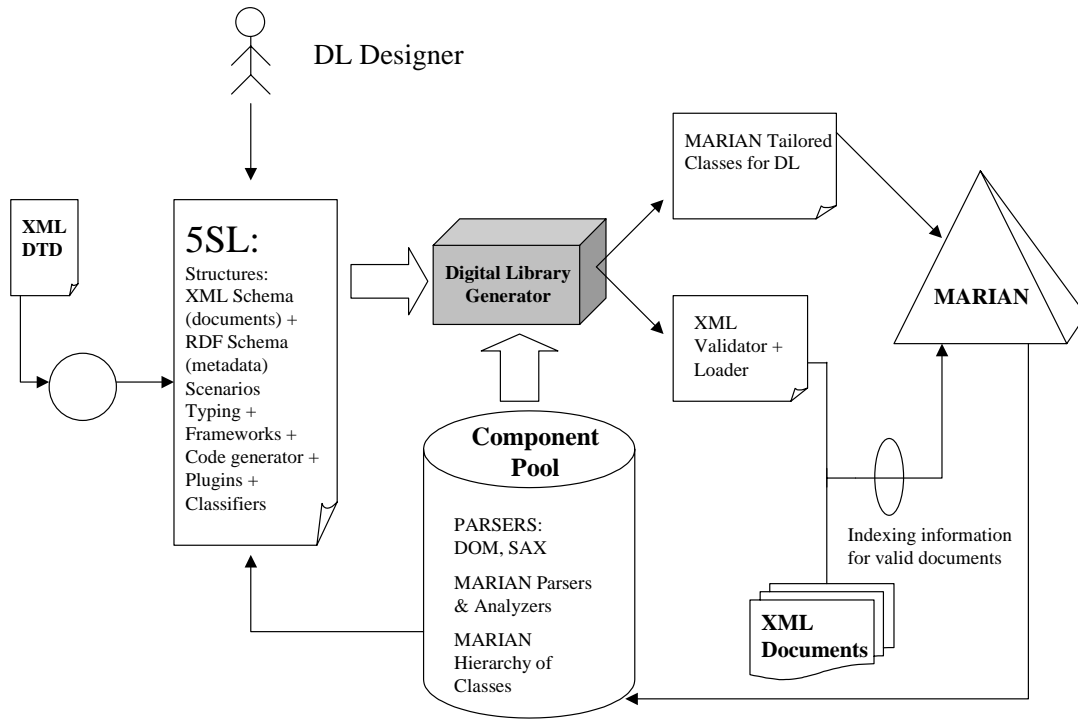 DL Designer
XML
DTD
5SL:
Structures:
XML Schema
(documents) +
RDF Schema
(metadata)
Scenarios
Typing +
Frameworks +
Code generator +
Plugins +
Classifiers
Digital Library
Generator
MARIAN Tailored
Classes for DL
XML
Validator +
Loader
MARIAN
Component
Pool
PARSERS:
DOM, SAX
MARIAN Parsers
& Analyzers
MARIAN
Hierarchy of
Classes
Indexing information
for valid documents
XML
Documents